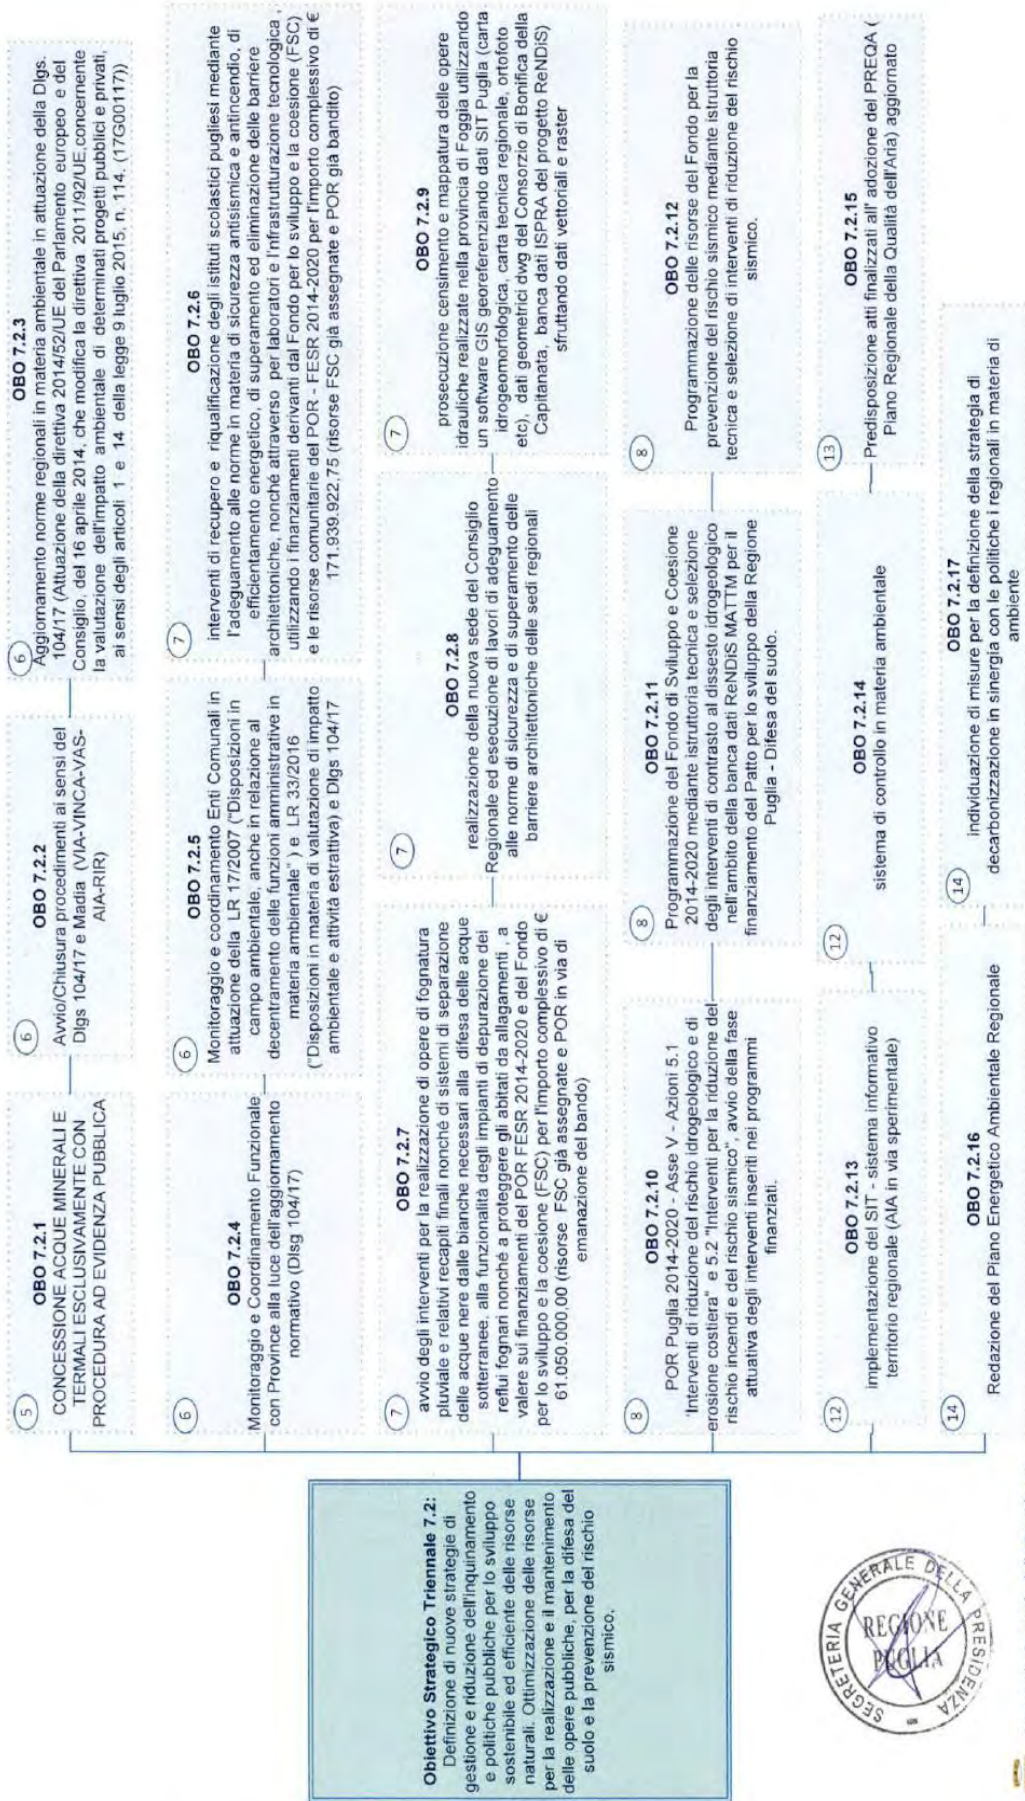 Obiettivo Strategico Triennale 7.2:
Definizione di nuove strategie di
gestione e riduzione dell'inquinamento
e politiche pubbliche per lo sviluppo
sostenibile ed efficiente delle risorse
naturali. Ottimizzazione delle risorse
per la realizzazione e il mantenimento
delle opere pubbliche, per la difesa del
suolo e la prevenzione del rischio
sismico.
5
OBO 7.2.1
CONCESSIONE ACQUE MINERALI E
TERMALI ESCLUSIVAMENTE CON
PROCEDURA AD EVIDENZA PUBBLICA
6
OBO 7.2.2
Avvio/Chiusura procedimenti ai sensi del
Dlgs 104/17 e Madia (VIA-VINCA-VAS-
AIA-RIR)
6
OBO 7.2.3
Aggiornamento norme regionali in materia ambientale in attuazione della Dlgs.
104/17 (Attuazione della direttiva 2014/52/UE del Parlamento europeo e del
Consiglio, del 16 aprile 2014, che modifica la direttiva 2011/92/UE,concernente
la valutazione dell'impatto ambientale di determinati progetti pubblici e privati,
ai sensi degli articoli 1 e 14 della legge 9 luglio 2015, n. 114. (17G00117))
6
OBO 7.2.4
Monitoraggio e Coordinamento Funzionale
con Province alla luce dell'aggiornamento
normativo (Dlsg 104/17)
6
OBO 7.2.5
Monitoraggio e coordinamento Enti Comunali in
attuazione della LR 17/2007 ("Disposizioni in
campo ambientale, anche in relazione al
decentramento delle funzioni amministrative in
materia ambientale" ) e LR 33/2016
("Disposizioni in materia di valutazione di impatto
ambientale e attività estrattiva) e Dlgs 104/17
7
OBO 7.2.6
interventi di recupero e riqualificazione degli istituti scolastici pugliesi mediante
l'adeguamento alle norme in materia di sicurezza antisismica e antincendio, di
efficientamento energetico, di superamento ed eliminazione delle barriere
architettoniche, nonché attraverso per laboratori e l'infrastrutturazione tecnologica ,
utilizzando i finanziamenti derivanti dal Fondo per lo sviluppo e la coesione (FSC)
e le risorse comunitarie del POR - FESR 2014-2020 per l'importo complessivo di €
171.939.922,75 (risorse FSC già assegnate e POR già bandito)
7
OBO 7.2.7
avvio degli interventi per la realizzazione di opere di fognatura
pluviale e relativi recapiti finali nonché di sistemi di separazione
delle acque nere dalle bianche necessari alla difesa delle acque
sotterranee, alla funzionalità degli impianti di depurazione dei
reflui fognari nonché a proteggere gli abitati da allagamenti , a
valere sui finanziamenti del POR FESR 2014-2020 e del Fondo
per lo sviluppo e la coesione (FSC) per l'importo complessivo di €
61.050.000,00 (risorse FSC già assegnate e POR in via di
emanazione del bando)
7
OBO 7.2.8
realizzazione della nuova sede del Consiglio
Regionale ed esecuzione di lavori di adeguamento
alle norme di sicurezza e di superamento delle
barriere architettoniche delle sedi regionali
7
OBO 7.2.9
prosecuzione censimento e mappatura delle opere
idrauliche realizzate nella provincia di Foggia utilizzando
un software GIS georeferenziando dati SIT Puglia (carta
idrogeomorfologica, carta tecnica regionale, ortofoto
etc), dati geometrici dwg del Consorzio di Bonifica della
Capitanata, banca dati ISPRA del progetto ReNDiS)
sfruttando dati vettoriali e raster
8
OBO 7.2.10
POR Puglia 2014-2020 - Asse V - Azioni 5.1
"Interventi di riduzione del rischio idrogeologico e di
erosione costiera" e 5.2 "Interventi per la riduzione del
rischio incendi e del rischio sismico", avvio della fase
attuativa degli interventi inseriti nei programmi
finanziati.
8
OBO 7.2.11
Programmazione del Fondo di Sviluppo e Coesione
2014-2020 mediante istruttoria tecnica e selezione
degli interventi di contrasto al dissesto idrogeologico
nell'ambito della banca dati ReNDiS MATTM per il
finanziamento del Patto per lo sviluppo della Regione
Puglia - Difesa del suolo.
8
OBO 7.2.12
Programmazione delle risorse del Fondo per la
prevenzione del rischio sismico mediante istruttoria
tecnica e selezione di interventi di riduzione del rischio
sismico.
12
OBO 7.2.13
implementazione del SIT - sistema informativo
territorio regionale (AIA in via sperimentale)
12
OBO 7.2.14
sistema di controllo in materia ambientale
13
OBO 7.2.15
Predisposizione atti finalizzati all' adozione del PREQA (
Piano Regionale della Qualità dell'Aria) aggiornato
14
OBO 7.2.16
Redazione del Piano Energetico Ambientale Regionale
14
OBO 7.2.17
individuazione di misure per la definizione della strategia di
decarbonizzazione in sinergia con le politiche i regionali in materia di
ambiente
SEGRETERIA GENERALE DELLA PRESIDENZA
REGIONE
PUGLIA